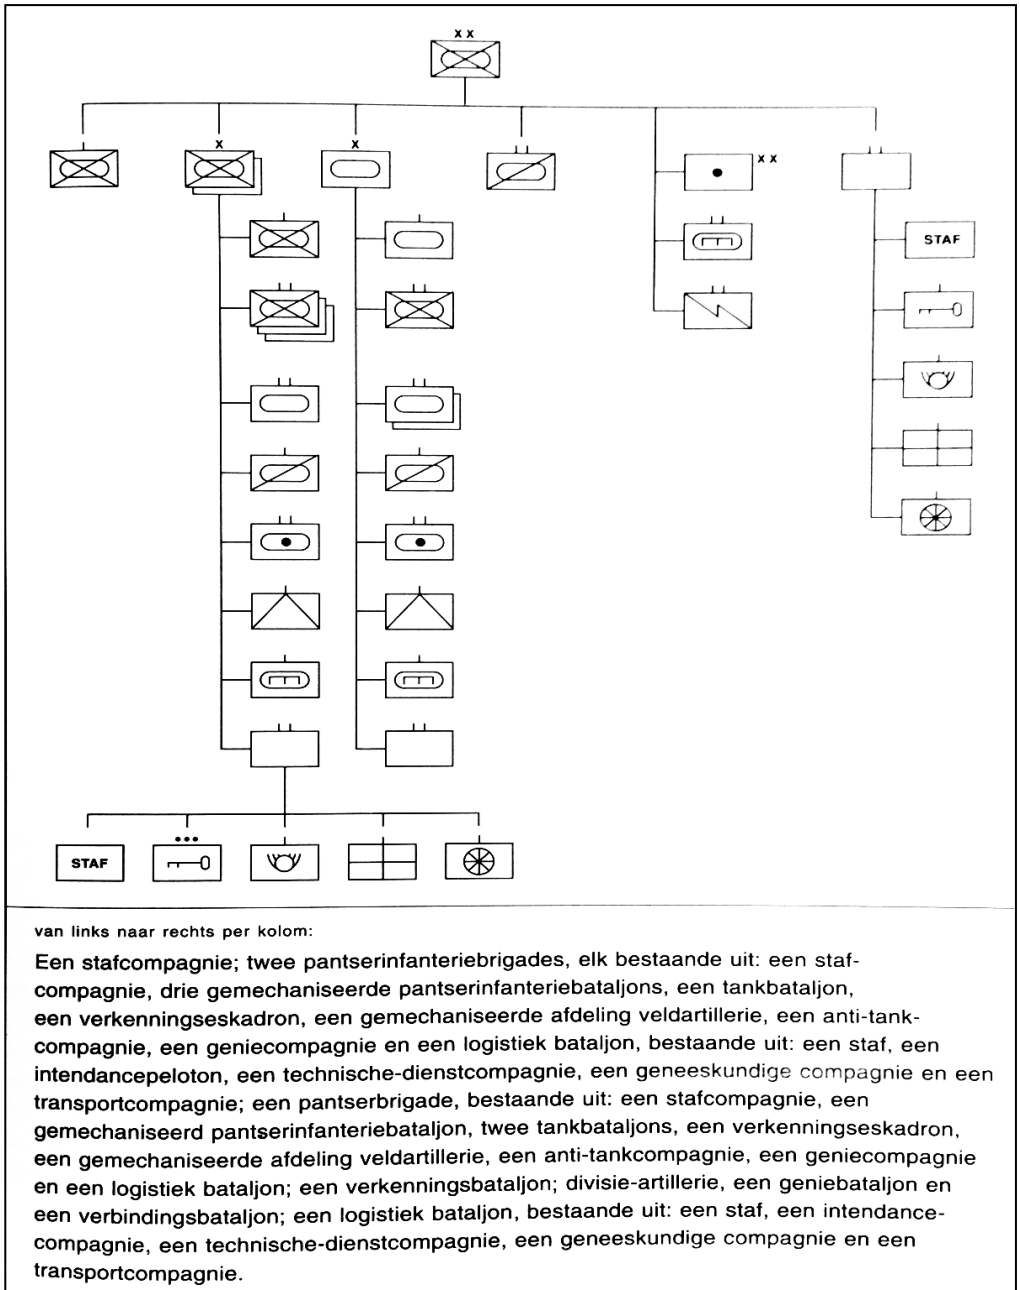 x x
x
x
x x
STAF
STAF
van links naar rechts per kolom:
Een stafcompagnie; twee pantserinfanteriebrigades, elk bestaande uit: een staf-
compagnie, drie gemechaniseerde pantserinfanteriebataljons, een tankbataljon,
een verkenningseskadron, een gemechaniseerde afdeling veldartillerie, een anti-tank-
compagnie, een geniecompagnie en een logistiek bataljon, bestaande uit: een staf, een
intendancepeloton, een technische-dienstcompagnie, een geneeskundige compagnie en een
transportcompagnie; een pantserbrigade, bestaande uit: een stafcompagnie, een
gemechaniseerd pantserinfanteriebataljon, twee tankbataljons, een verkenningseskadron,
een gemechaniseerde afdeling veldartillerie, een anti-tankcompagnie, een geniecompagnie
en een logistiek bataljon; een verkenningsbataljon; divisie-artillerie, een geniebataljon en
een verbindingsbataljon; een logistiek bataljon, bestaande uit: een staf, een intendance-
compagnie, een technische-dienstcompagnie, een geneeskundige compagnie en een
transportcompagnie.